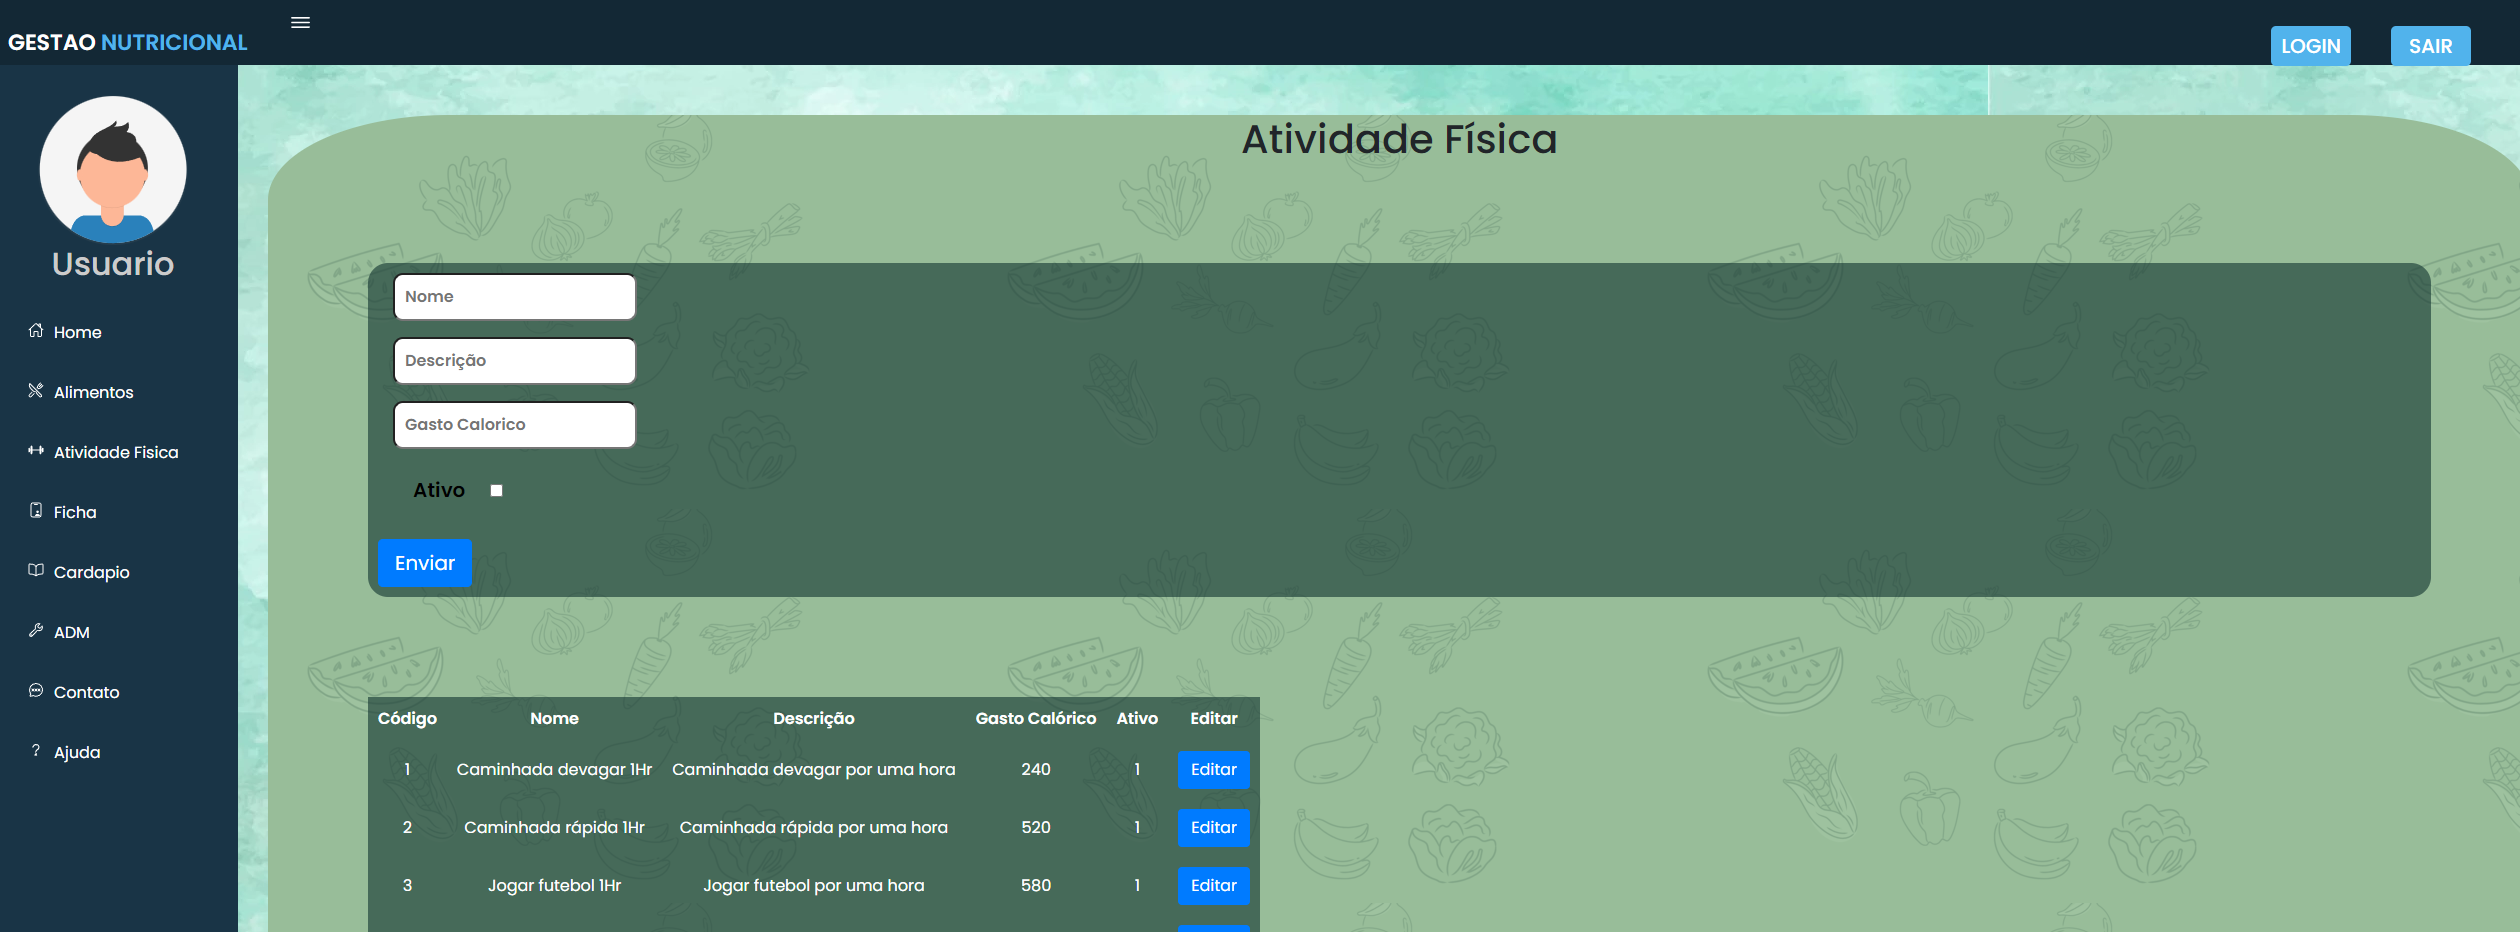 GESTAO NUTRICIONAL
LOGIN SAIR
Usuario
Home
Alimentos
Atividade Fisica
Ficha
Cardapio
ADM
Contato
? Ajuda
Atividade Física
Nome
Descrição
Gasto Calorico
Ativo
Enviar
Código Nome Descrição Gasto Calórico Ativo Editar
1 Caminhada devagar 1Hr Caminhada devagar por uma hora 240 1 Editar
2 Caminhada rápida 1Hr Caminhada rápida por uma hora 520 1 Editar
3 Jogar futebol 1Hr Jogar futebol por uma hora 580 1 Editar